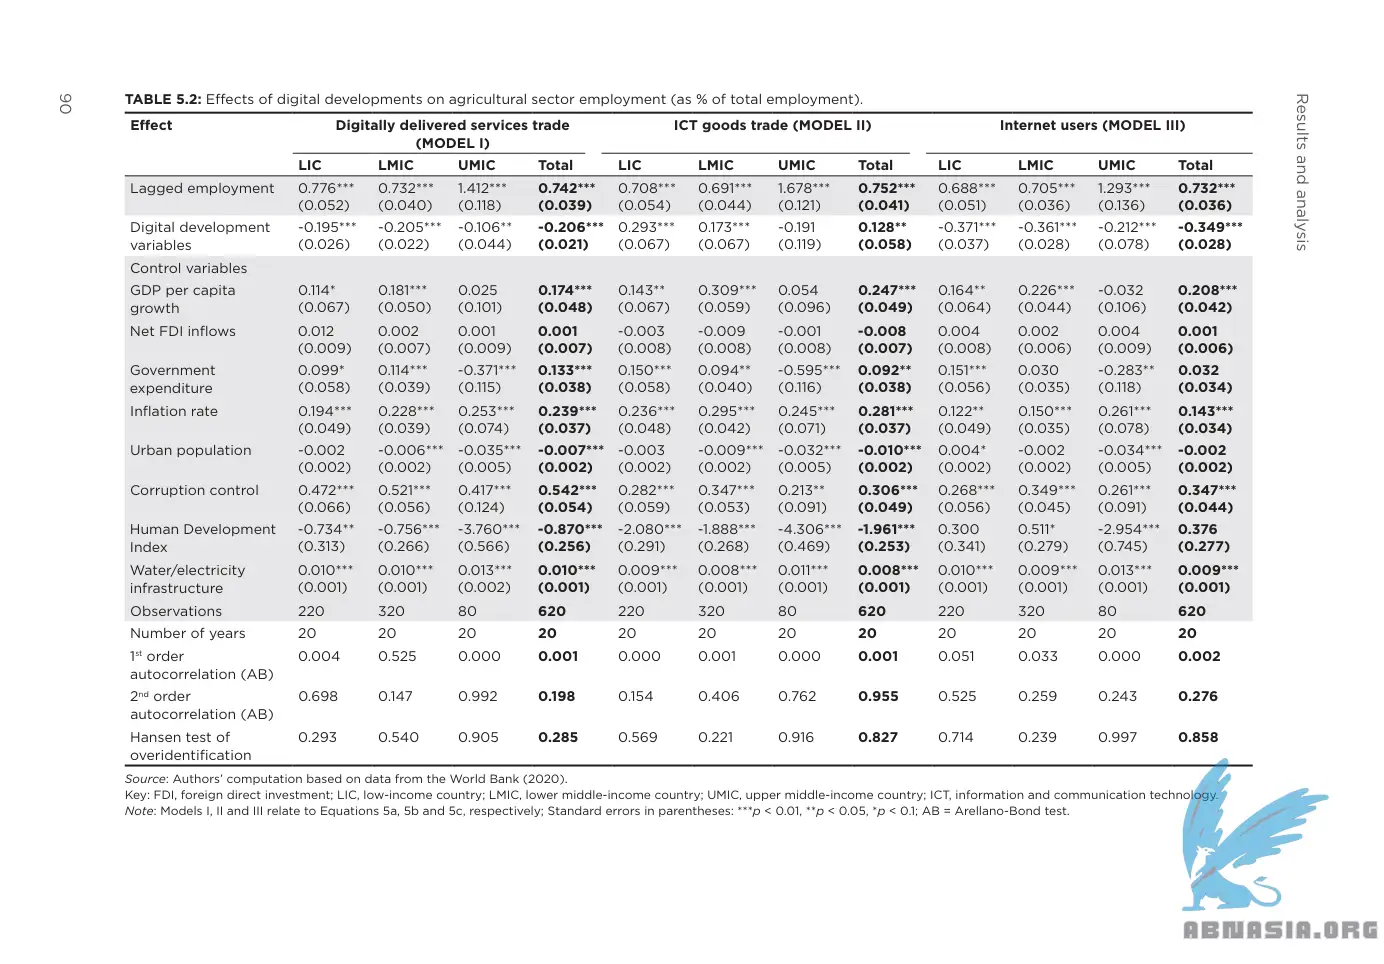 90
Results and analysis
TABLE 5.2: Effects of digital developments on agricultural sector employment (as % of total employment).
Effect Digitally delivered services trade (MODEL I) ICT goods trade (MODEL II) Internet users (MODEL III)
LIC LMIC UMIC Total LIC LMIC UMIC Total LIC LMIC UMIC Total
Lagged employment 0.776*** 0.732*** 1.412*** 0.742*** 0.708*** 0.691*** 1.678*** 0.752*** 0.688*** 0.705*** 1.293*** 0.732***
(0.052) (0.040) (0.118) (0.039) (0.054) (0.044) (0.121) (0.041) (0.051) (0.036) (0.136) (0.036)
Digital development -0.195*** -0.205*** -0.106** -0.206*** 0.293*** 0.173*** -0.191 0.128** -0.371*** -0.361*** -0.212*** -0.349***
variables (0.026) (0.022) (0.044) (0.021) (0.067) (0.067) (0.119) (0.058) (0.037) (0.028) (0.078) (0.028)
Control variables
GDP per capita 0.114* 0.181*** 0.025 0.174*** 0.143** 0.309*** 0.054 0.247*** 0.164** 0.226*** -0.032 0.208***
growth (0.067) (0.050) (0.101) (0.048) (0.067) (0.059) (0.096) (0.049) (0.064) (0.044) (0.106) (0.042)
Net FDI inflows 0.012 0.002 0.001 0.001 -0.003 -0.009 -0.001 -0.008 0.004 0.002 0.004 0.001
(0.009) (0.007) (0.009) (0.007) (0.008) (0.008) (0.008) (0.007) (0.008) (0.006) (0.009) (0.006)
Government 0.099* 0.114*** -0.371*** 0.133*** 0.150*** 0.094** -0.595*** 0.092** 0.151*** 0.030 -0.283** 0.032
expenditure (0.058) (0.039) (0.115) (0.038) (0.058) (0.040) (0.116) (0.038) (0.056) (0.035) (0.118) (0.034)
Inflation rate 0.194*** 0.228*** 0.253*** 0.239*** 0.236*** 0.295*** 0.245*** 0.281*** 0.122** 0.150*** 0.261*** 0.143***
(0.049) (0.039) (0.074) (0.037) (0.048) (0.042) (0.071) (0.037) (0.049) (0.035) (0.078) (0.034)
Urban population -0.002 -0.006*** -0.035*** -0.007*** -0.003 -0.009*** -0.032*** -0.010*** 0.004* -0.002 -0.034*** -0.002
(0.002) (0.002) (0.005) (0.002) (0.002) (0.002) (0.005) (0.002) (0.002) (0.002) (0.005) (0.002)
Corruption control 0.472*** 0.521*** 0.417*** 0.542*** 0.282*** 0.347*** 0.213** 0.306*** 0.268*** 0.349*** 0.261*** 0.347***
(0.066) (0.056) (0.124) (0.054) (0.059) (0.053) (0.091) (0.049) (0.056) (0.045) (0.091) (0.044)
Human Development -0.734** -0.756*** -3.760*** -0.870*** -2.080*** -1.888*** -4.306*** -1.961*** 0.300 0.511* -2.954*** 0.376
Index (0.313) (0.266) (0.566) (0.256) (0.291) (0.268) (0.469) (0.253) (0.341) (0.279) (0.745) (0.277)
Water/electricity 0.010*** 0.010*** 0.013*** 0.010*** 0.009*** 0.008*** 0.011*** 0.008*** 0.010*** 0.009*** 0.013*** 0.009***
infrastructure (0.001) (0.001) (0.002) (0.001) (0.001) (0.001) (0.001) (0.001) (0.001) (0.001) (0.001) (0.001)
Observations 220 320 80 620 220 320 80 620 220 320 80 620
Number of years 20 20 20 20 20 20 20 20 20 20 20 20
1st order 0.004 0.525 0.000 0.001 0.000 0.001 0.000 0.001 0.051 0.033 0.000 0.002
autocorrelation (AB)
2nd order 0.698 0.147 0.992 0.198 0.154 0.406 0.762 0.955 0.525 0.259 0.243 0.276
autocorrelation (AB)
Hansen test of 0.293 0.540 0.905 0.285 0.569 0.221 0.916 0.827 0.714 0.239 0.997 0.858
overidentification
Source: Authors' computation based on data from the World Bank (2020).
Key: FDI, foreign direct investment; LIC, low-income country; LMIC, lower middle-income country; UMIC, upper middle-income country; ICT, information and communication technology.
Note: Models I, II and III relate to Equations 5a, 5b and 5c, respectively; Standard errors in parentheses: ***p < 0.01, **p < 0.05, *p < 0.1; AB = Arellano-Bond test.
ABNASIA.ORG